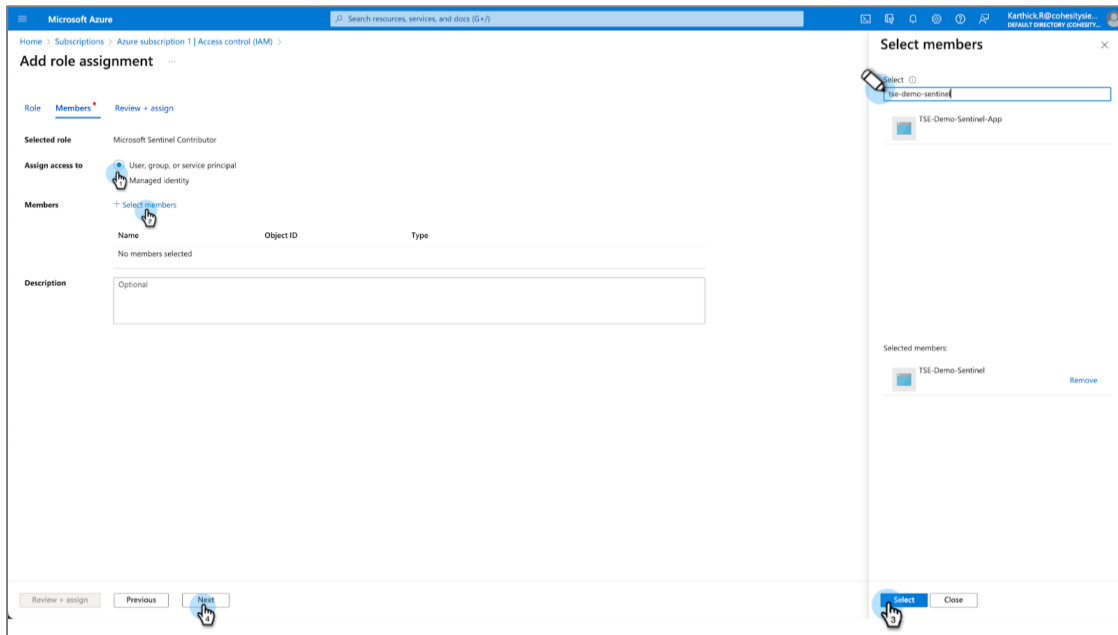 Microsoft Azure
Search resources, services, and docs (G+/)
Karthick.R@cohesitysie...
DEFAULT DIRECTORY (COHESITY...
Home > Subscriptions > Azure subscription 1 | Access control (IAM) >
Add role assignment ...
Role Members * Review + assign
Selected role Microsoft Sentinel Contributor
Assign access to User, group, or service principal
Managed identity
Members + Select members
Name Object ID Type
No members selected
Description Optional
Review + assign Previous Next
Select members
Select
tse-demo-sentinel
TSE-Demo-Sentinel-App
Selected members:
TSE-Demo-Sentinel
Remove
Select Close
1
2
3
4